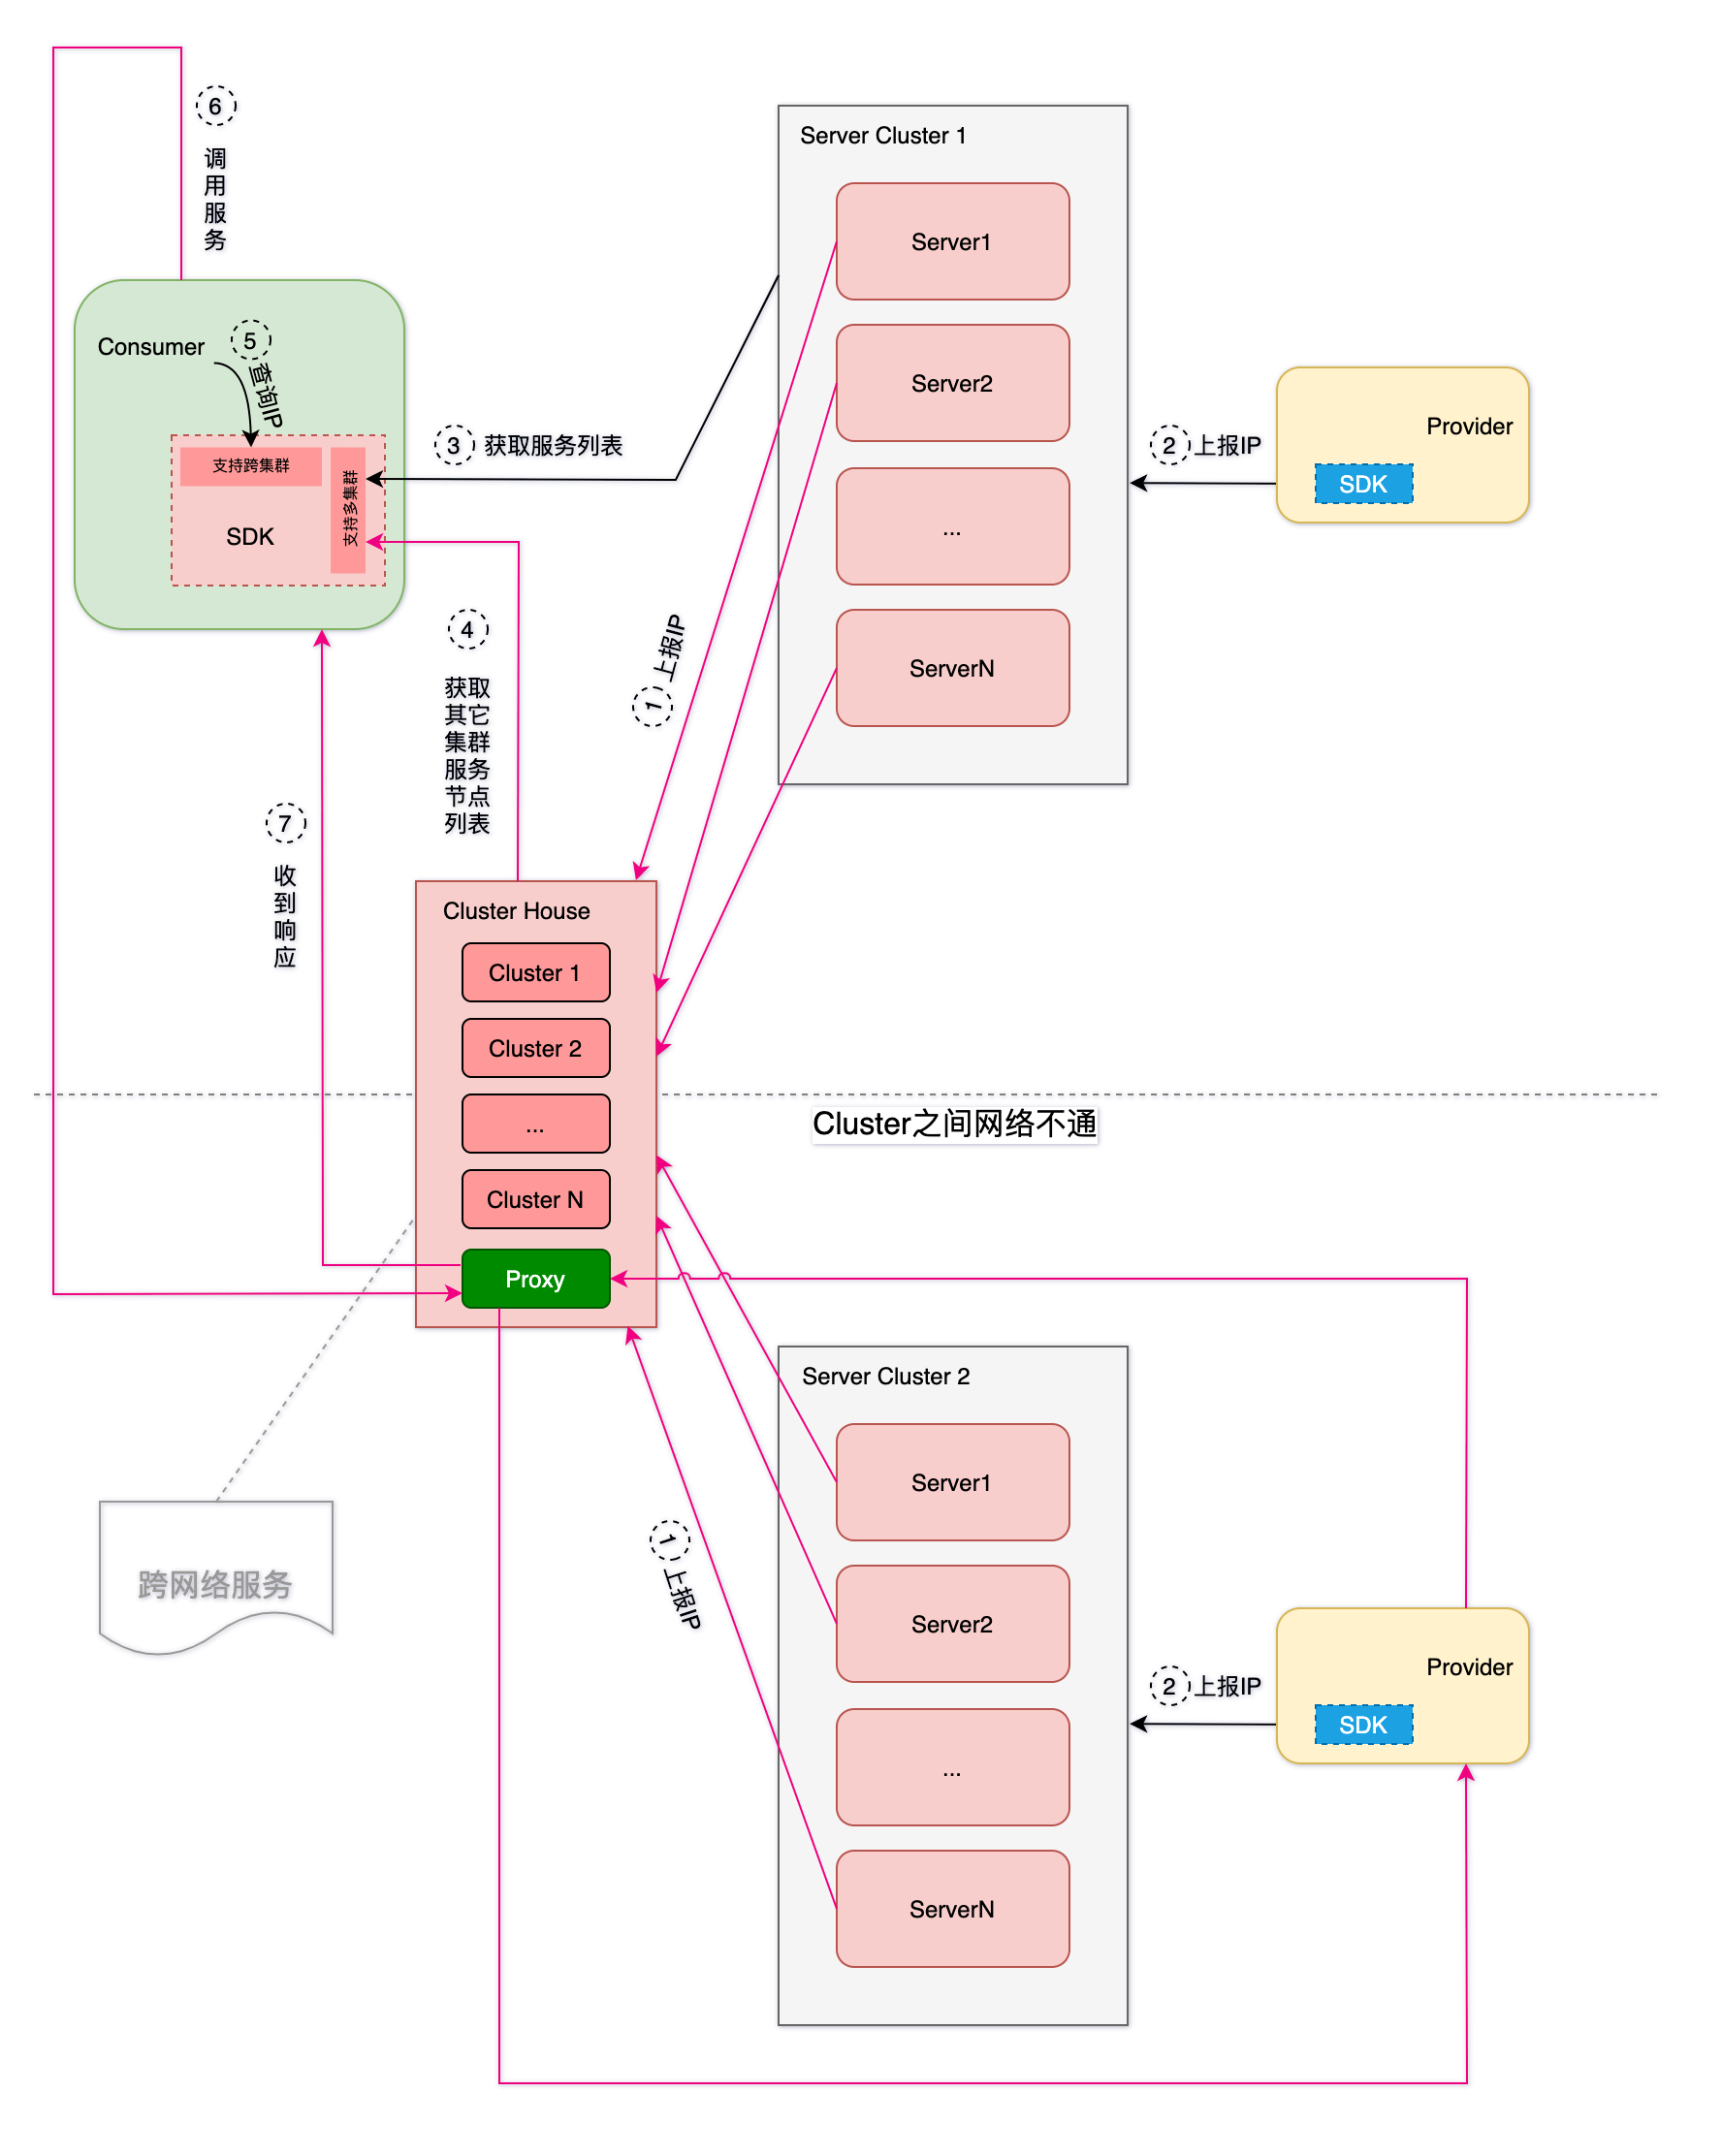 ⑥
调
用
服
务
Server Cluster 1
Server1
Server2
...
ServerN
Consumer
⑤
查询IP
支持跨集群
支持多集群
SDK
③ 获取服务列表
② 上报IP
Provider
SDK
④
获取
其它
集群
服务
节点
列表
① 上报IP
⑦
收
到
响
应
Cluster House
Cluster 1
Cluster 2
...
Cluster N
Proxy
Cluster之间网络不通
跨网络服务
① 上报IP
Server Cluster 2
Server1
Server2
...
ServerN
② 上报IP
Provider
SDK